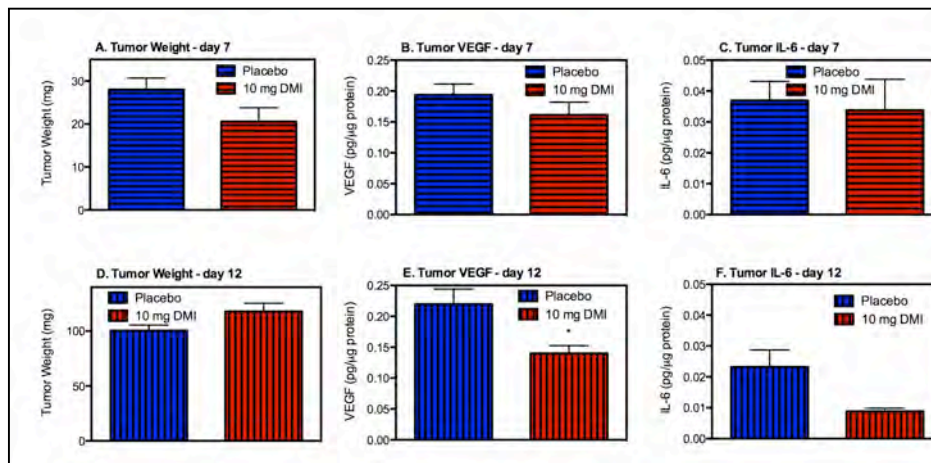 A. Tumor Weight - day 7
Tumor Weight (mg)
30
20
10
0
Placebo
10 mg DMI
B. Tumor VEGF - day 7
VEGF (pg/µg protein)
0.25
0.20
0.15
0.10
0.05
0.00
Placebo
10 mg DMI
C. Tumor IL-6 - day 7
IL-6 (pg/µg protein)
0.05
0.04
0.03
0.02
0.01
0.00
Placebo
10 mg DMI
D. Tumor Weight - day 12
Tumor Weight (mg)
100
50
0
Placebo
10 mg DMI
E. Tumor VEGF - day 12
VEGF (pg/µg protein)
0.25
0.20
0.15
0.10
0.05
0.00
Placebo
10 mg DMI
*
F. Tumor IL-6 - day 12
IL-6 (pg/µg protein)
0.05
0.04
0.03
0.02
0.01
0.00
Placebo
10 mg DMI